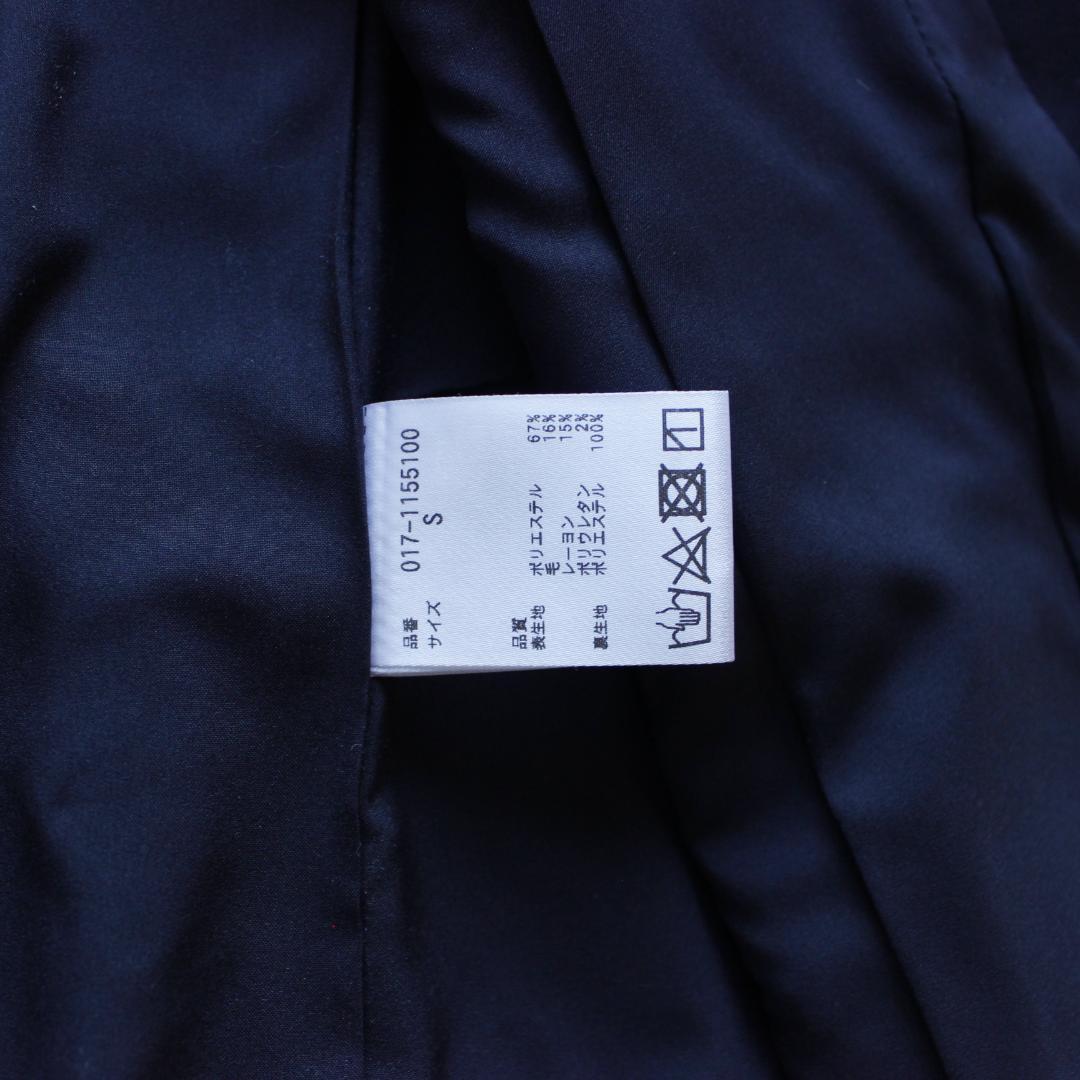 品番 017-1155100
サイズ S
品質
表生地 ポリエステル 67%
毛 16%
レーヨン 15%
ポリウレタン 2%
裏生地 ポリエステル 100%